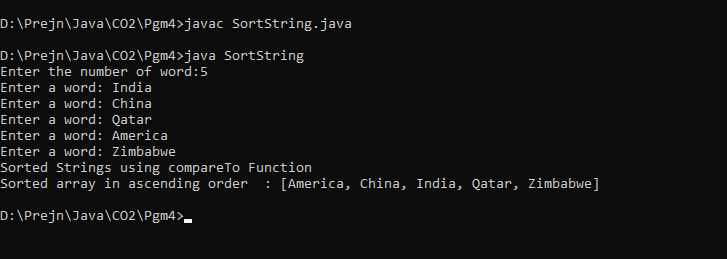 D:\Prejn\Java\CO2\Pgm4>javac SortString.java
D:\Prejn\Java\CO2\Pgm4>java SortString
Enter the number of word:5
Enter a word: India
Enter a word: China
Enter a word: Qatar
Enter a word: America
Enter a word: Zimbabwe
Sorted Strings using compareTo Function
Sorted array in ascending order  : [America, China, India, Qatar, Zimbabwe]
D:\Prejn\Java\CO2\Pgm4>